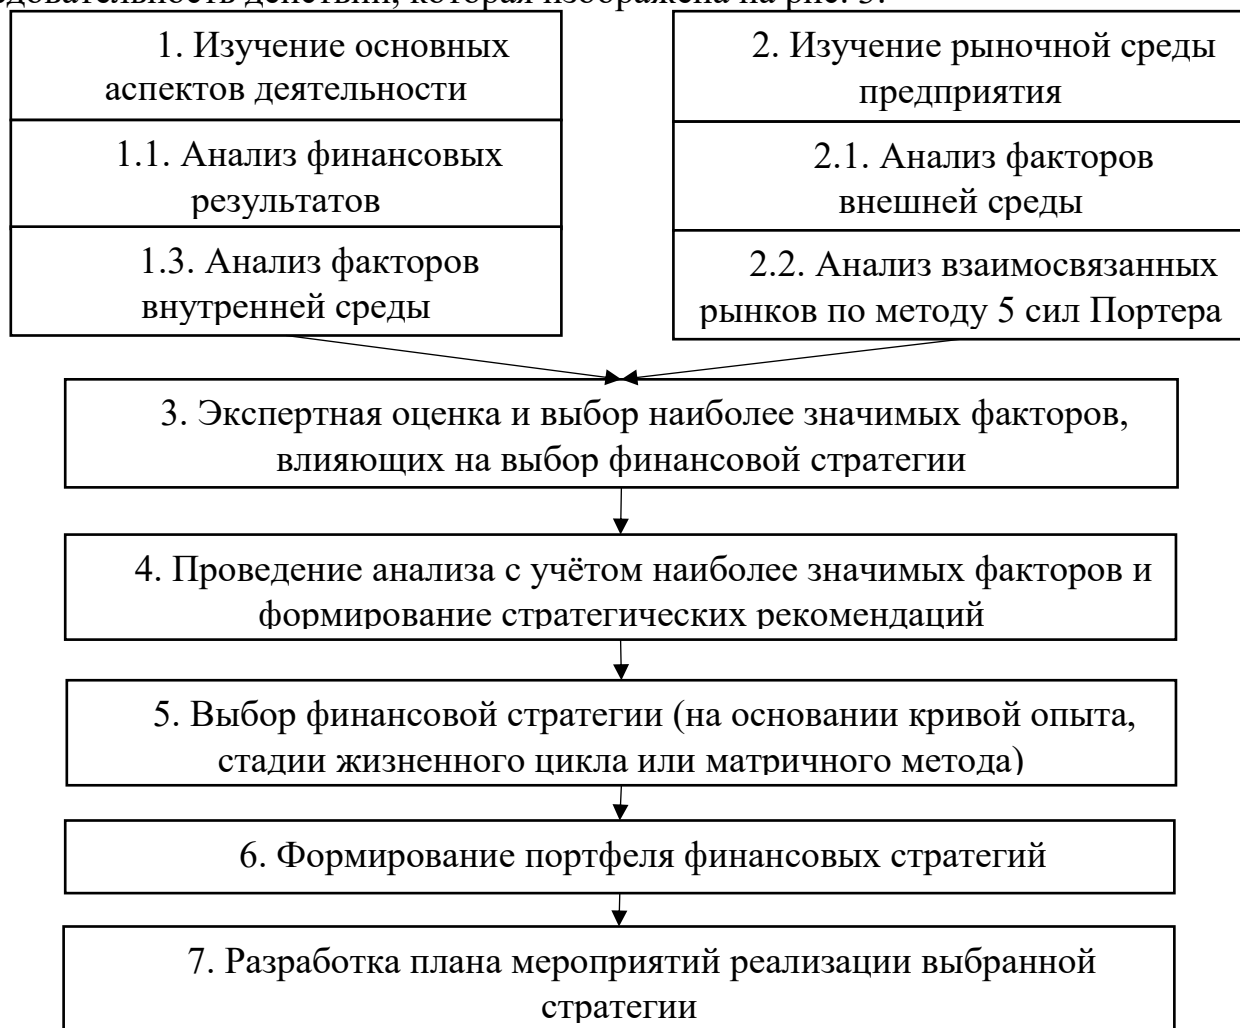 которая изображена на рис.
1. Изучение основных
аспектов деятельности
1.1. Анализ финансовых
результатов
1.3. Анализ факторов
внутренней среды
2. Изучение рыночной среды
предприятия
2.1. Анализ факторов
внешней среды
2.2. Анализ взаимосвязанных
рынков по методу 5 сил Портера
3. Экспертная оценка и выбор наиболее значимых факторов,
влияющих на выбор финансовой стратегии
4. Проведение анализа с учётом наиболее значимых факторов и
формирование стратегических рекомендаций
5. Выбор финансовой стратегии (на основании кривой опыта,
стадии жизненного цикла или матричного метода)
6. Формирование портфеля финансовых стратегий
7. Разработка плана мероприятий реализации выбранной
стратегии